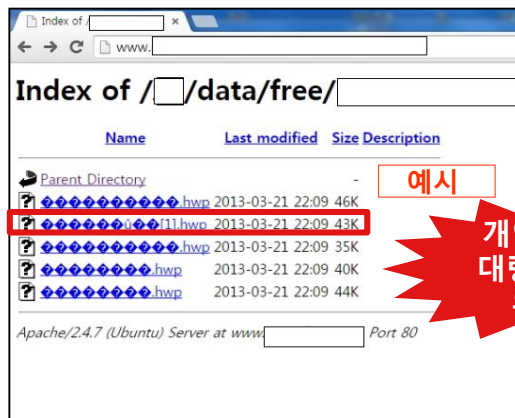 Index of /
www.
Index of / /data/free/
Name Last modified Size Description
Parent Directory -
예시
����������.hwp 2013-03-21 22:09 46K
������û��[1].hwp 2013-03-21 22:09 43K
��������.hwp 2013-03-21 22:09 35K
��������.hwp 2013-03-21 22:09 40K
��������.hwp 2013-03-21 22:09 44K
Apache/2.4.7 (Ubuntu) Server at www. Port 80